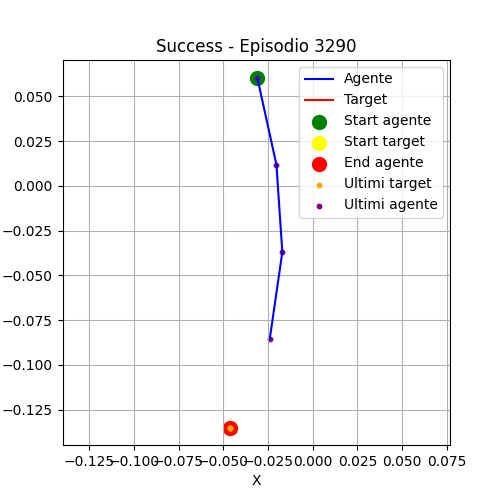 Success - Episodio 3290
Agente
Target
Start agente
Start target
End agente
Ultimi target
Ultimi agente
0.050
0.025
0.000
−0.025
−0.050
−0.075
−0.100
−0.125
−0.125 −0.100 −0.075 −0.050 −0.025 0.000 0.025 0.050 0.075
X